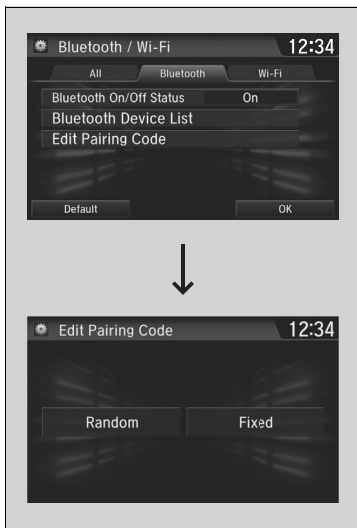 Bluetooth / Wi-Fi 12:34
All Bluetooth Wi-Fi
Bluetooth On/Off Status On
Bluetooth Device List
Edit Pairing Code
Default OK
Edit Pairing Code 12:34
Random Fixed